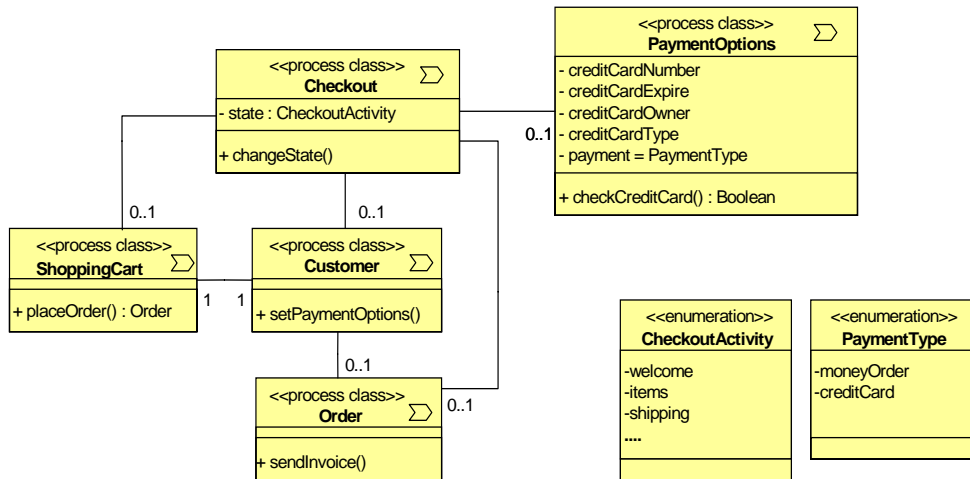 <<process class>>
Checkout
- state : CheckoutActivity
+ changeState()
<<process class>>
PaymentOptions
- creditCardNumber
- creditCardExpire
- creditCardOwner
- creditCardType
- payment = PaymentType
+ checkCreditCard() : Boolean
0..1
0..1
0..1
<<process class>>
ShoppingCart
+ placeOrder() : Order
1
1
<<process class>>
Customer
+ setPaymentOptions()
0..1
0..1
<<process class>>
Order
+ sendInvoice()
<<enumeration>>
CheckoutActivity
-welcome
-items
-shipping
....
<<enumeration>>
PaymentType
-moneyOrder
-creditCard